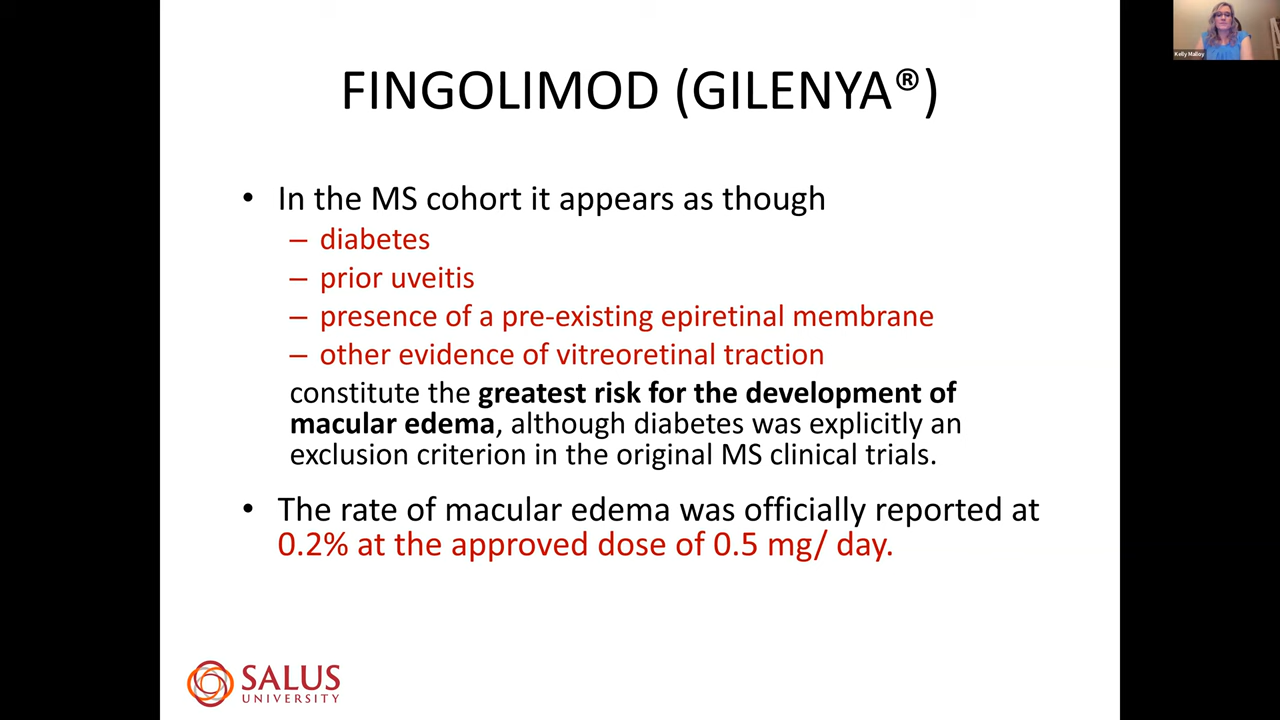 Kelly Malloy
FINGOLIMOD (GILENYA®)
• In the MS cohort it appears as though
– diabetes
– prior uveitis
– presence of a pre-existing epiretinal membrane
– other evidence of vitreoretinal traction
constitute the greatest risk for the development of
macular edema, although diabetes was explicitly an
exclusion criterion in the original MS clinical trials.
• The rate of macular edema was officially reported at
0.2% at the approved dose of 0.5 mg/ day.
SALUS
UNIVERSITY